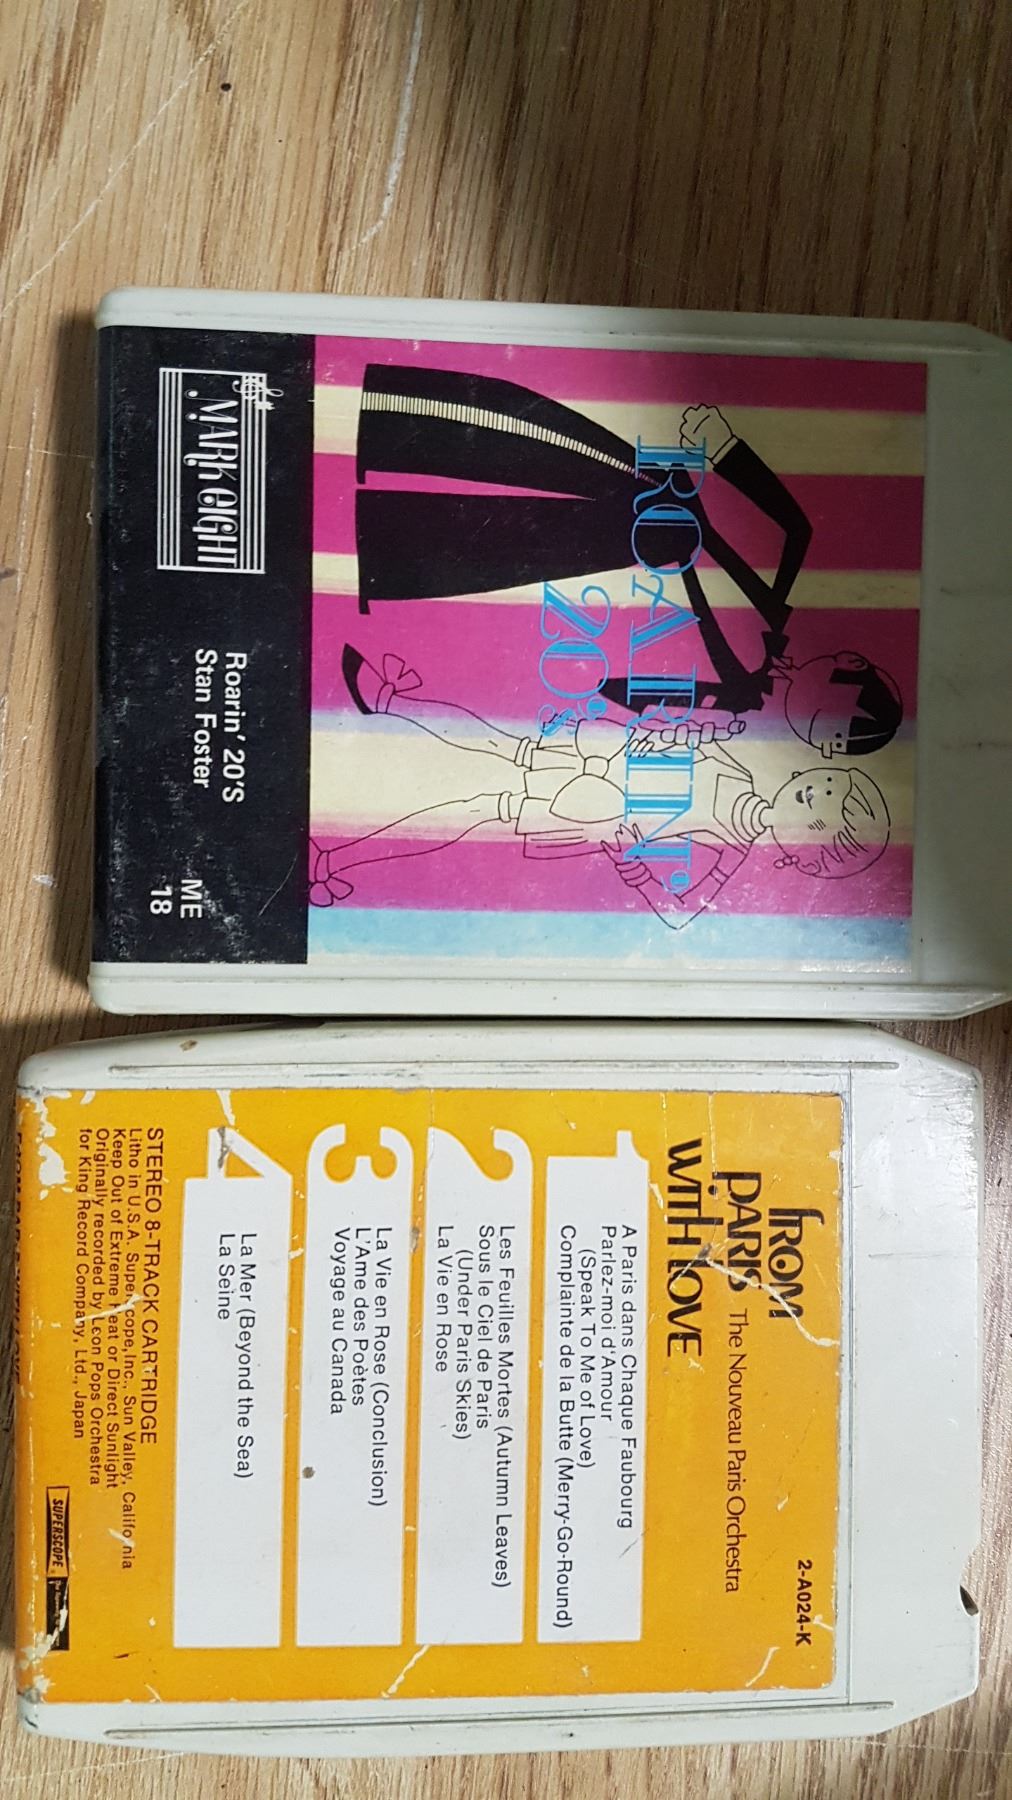 ROARIN'
20's
MARK EIGHT
Roarin' 20'S
Stan Foster
ME
18
FROM
PARIS
WITH LOVE
The Nouveau Paris Orchestra
2-A024-K
1
A Paris dans Chaque Faubourg
Parlez-moi d'Amour
(Speak To Me of Love)
Complainte de la Butte (Merry-Go-Round)
2
Les Feuilles Mortes (Autumn Leaves)
Sous le Ciel de Paris
(Under Paris Skies)
La Vie en Rose
3
La Vie en Rose (Conclusion)
L'Ame des Poètes
Voyage au Canada
4
La Mer (Beyond the Sea)
La Seine
STEREO 8-TRACK CARTRIDGE
Litho in U.S.A. Superscope, Inc., Sun Valley, California
Keep Out of Extreme Heat or Direct Sunlight
Originally recorded by Leon Pops Orchestra
for King Record Company, Ltd., Japan
SUPERSCOPE